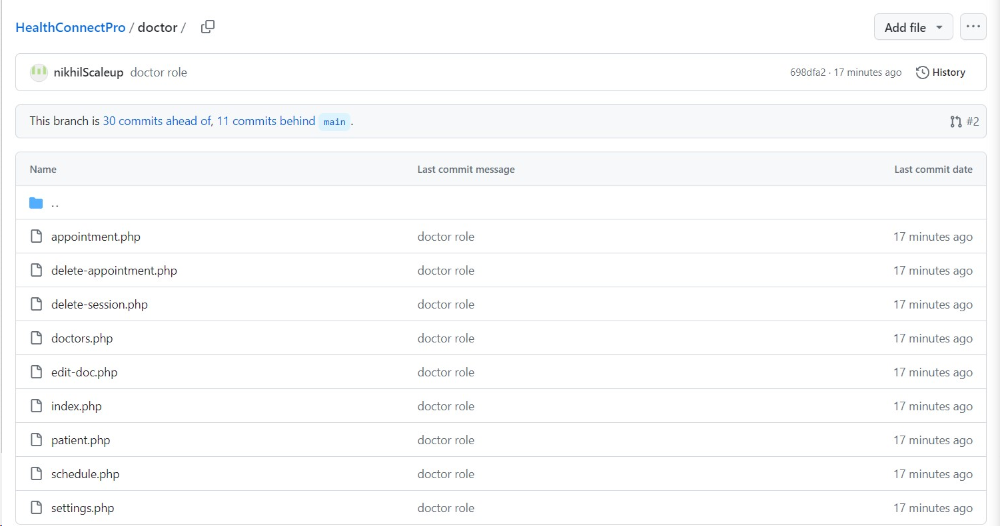 HealthConnectPro / doctor /
Add file
nikhilScaleup doctor role
698dfa2 · 17 minutes ago
History
This branch is 30 commits ahead of, 11 commits behind main .
#2
Name Last commit message Last commit date
..
appointment.php doctor role 17 minutes ago
delete-appointment.php doctor role 17 minutes ago
delete-session.php doctor role 17 minutes ago
doctors.php doctor role 17 minutes ago
edit-doc.php doctor role 17 minutes ago
index.php doctor role 17 minutes ago
patient.php doctor role 17 minutes ago
schedule.php doctor role 17 minutes ago
settings.php doctor role 17 minutes ago